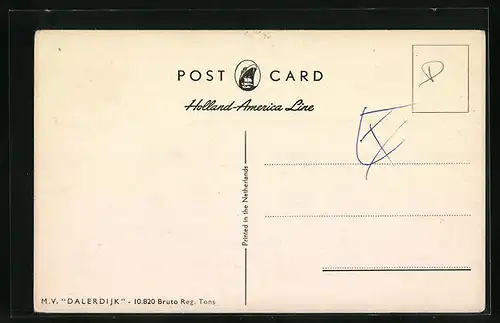 POST CARD
Holland-America Line
Printed in the Netherlands
M.V. "DALERDIJK" - 10.820 Bruto Reg. Tons